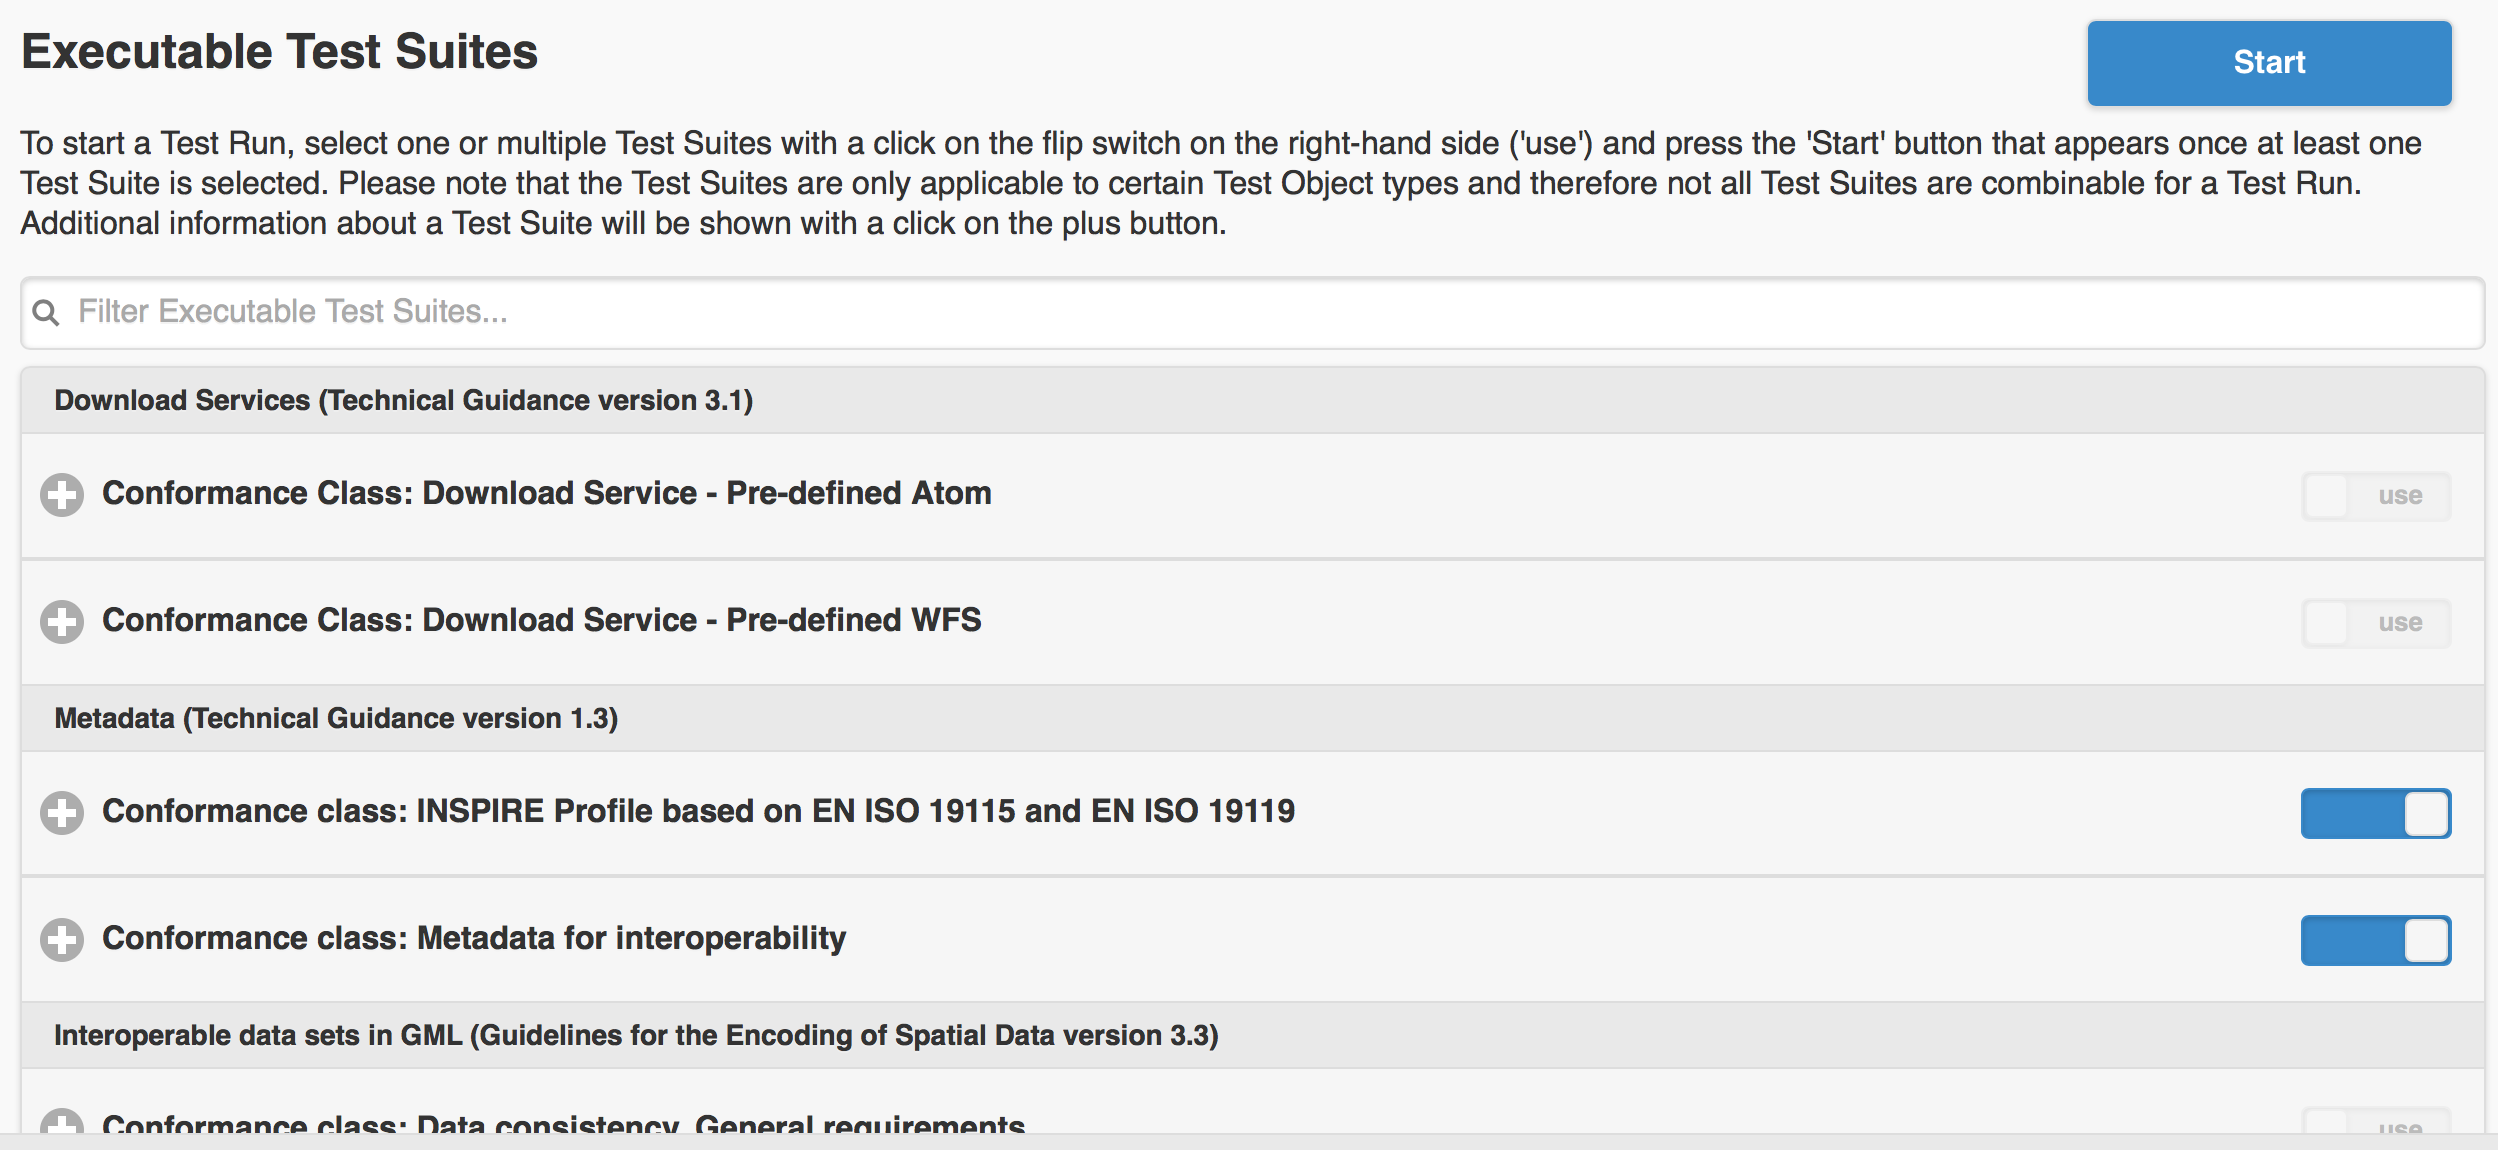 Executable Test Suites
Start
To start a Test Run, select one or multiple Test Suites with a click on the flip switch on the right-hand side ('use') and press the 'Start' button that appears once at least one
Test Suite is selected. Please note that the Test Suites are only applicable to certain Test Object types and therefore not all Test Suites are combinable for a Test Run.
Additional information about a Test Suite will be shown with a click on the plus button.
Filter Executable Test Suites...
Download Services (Technical Guidance version 3.1)
Conformance Class: Download Service - Pre-defined Atom
use
Conformance Class: Download Service - Pre-defined WFS
use
Metadata (Technical Guidance version 1.3)
Conformance class: INSPIRE Profile based on EN ISO 19115 and EN ISO 19119
Conformance class: Metadata for interoperability
Interoperable data sets in GML (Guidelines for the Encoding of Spatial Data version 3.3)
Conformance class: Data consistency, General requirements
use